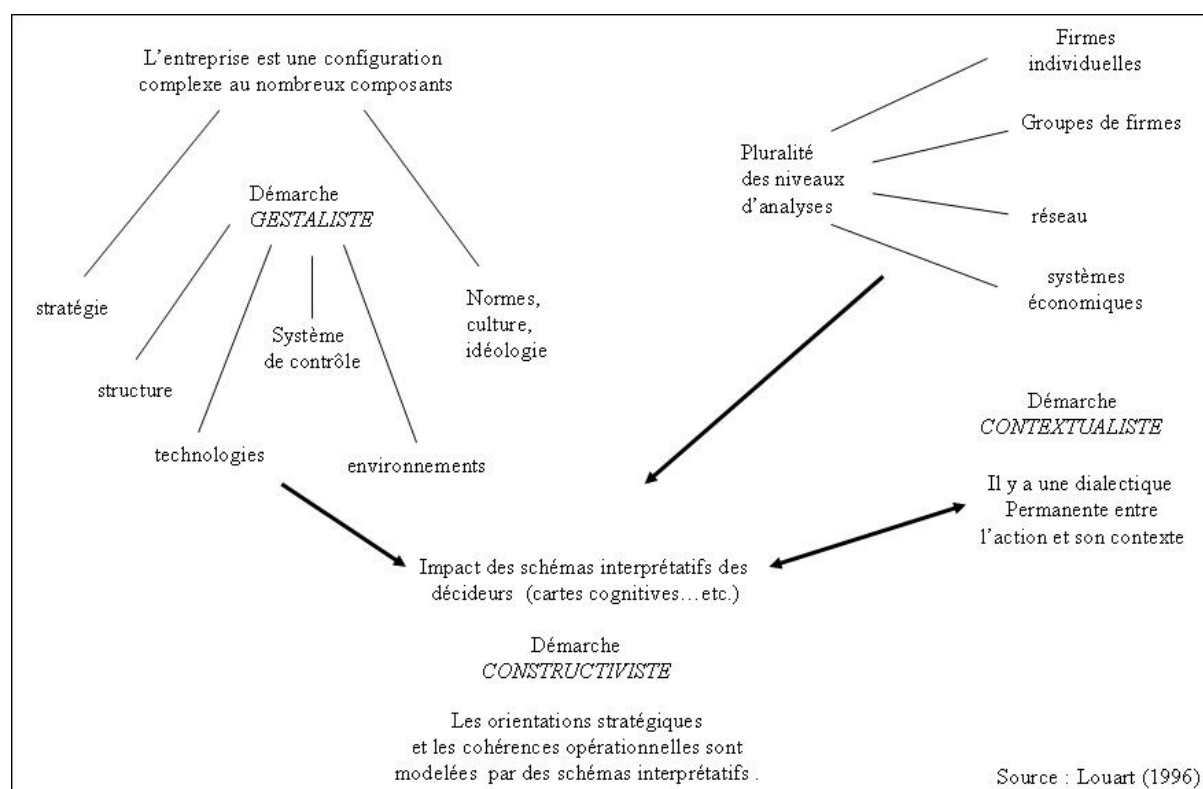 L'entreprise est une configuration
complexe au nombreux composants
Démarche
GESTALISTE
stratégie
structure
technologies
Système
de contrôle
environnements
Normes,
culture,
idéologie
Pluralité
des niveaux
d'analyses
Firmes
individuelles
Groupes de firmes
réseau
systèmes
économiques
Démarche
CONTEXTUALISTE
Il y a une dialectique
Permanente entre
l'action et son contexte
Impact des schémas interprétatifs des
décideurs (cartes cognitives...etc.)
Démarche
CONSTRUCTIVISTE
Les orientations stratégiques
et les cohérences opérationnelles sont
modelées par des schémas interprétatifs .
Source : Louart (1996)